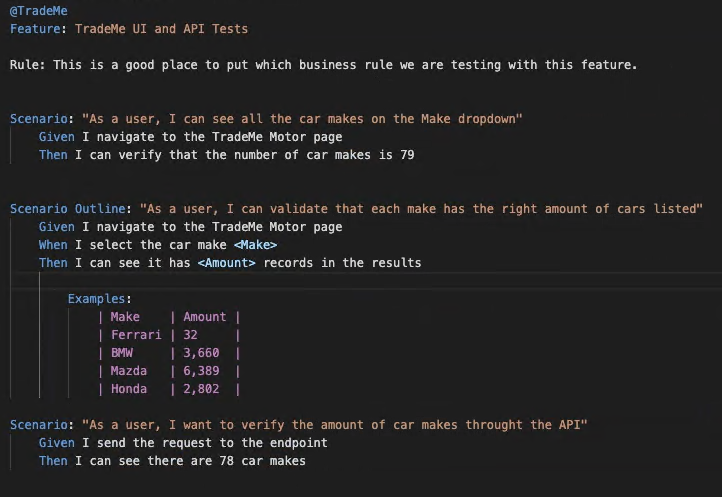 @TradeMe
Feature: TradeMe UI and API Tests
Rule: This is a good place to put which business rule we are testing with this feature.
Scenario: "As a user, I can see all the car makes on the Make dropdown"
Given I navigate to the TradeMe Motor page
Then I can verify that the number of car makes is 79
Scenario Outline: "As a user, I can validate that each make has the right amount of cars listed"
Given I navigate to the TradeMe Motor page
When I select the car make <Make>
Then I can see it has <Amount> records in the results
Examples:
| Make | Amount |
| Ferrari | 32 |
| BMW | 3,660 |
| Mazda | 6,389 |
| Honda | 2,802 |
Scenario: "As a user, I want to verify the amount of car makes throught the API"
Given I send the request to the endpoint
Then I can see there are 78 car makes